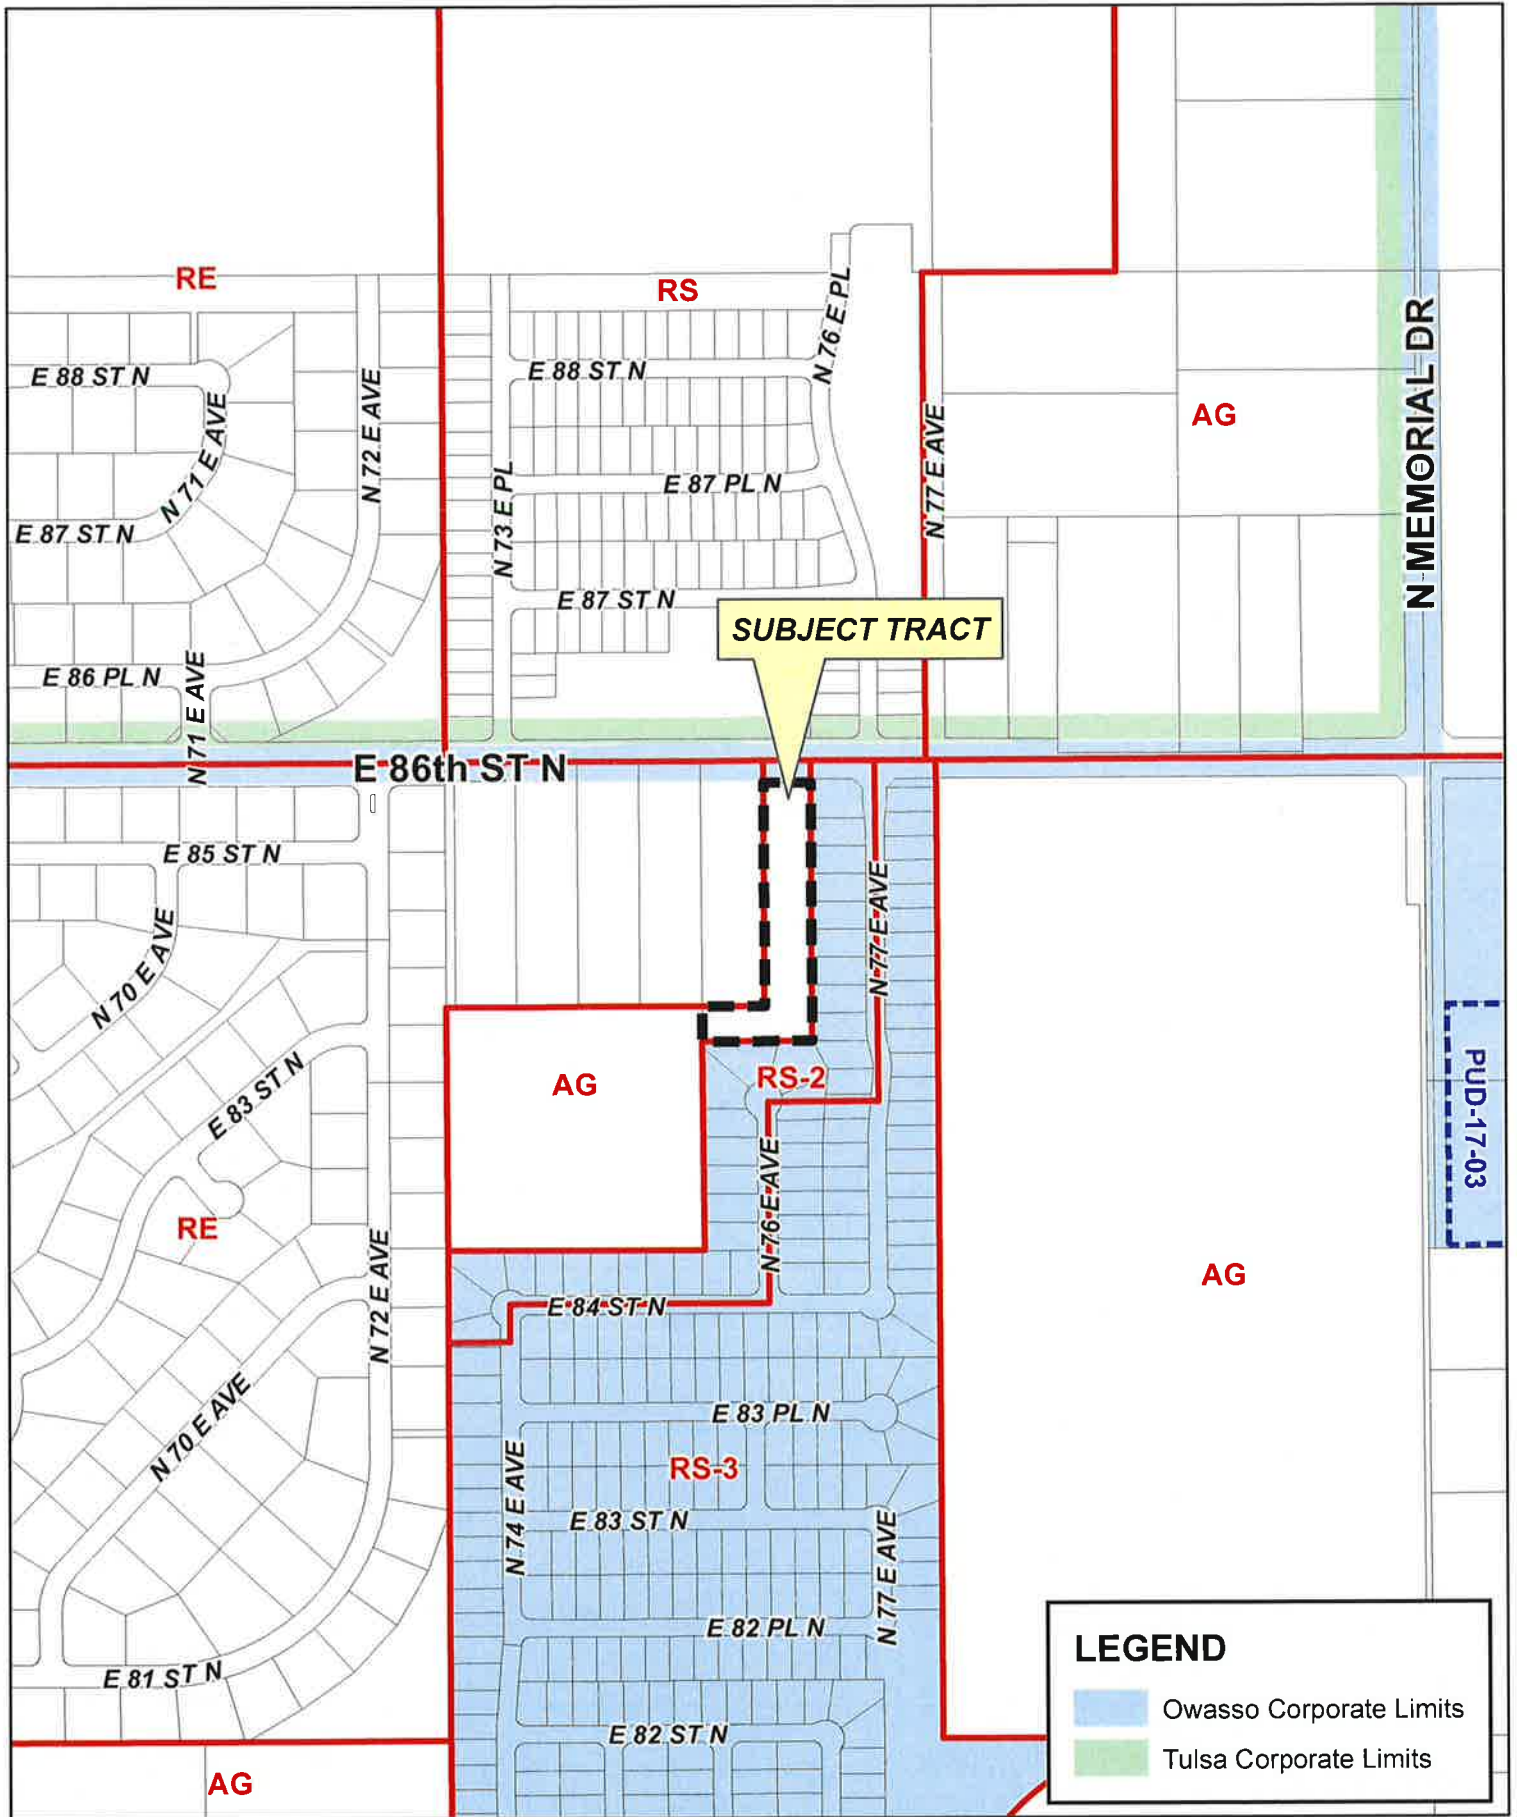 RE
RS
N 76 E PL
N MEMORIAL DR
E 88 ST N
E 88 ST N
N 72 E AVE
N 71 E AVE
N 77 E AVE
AG
N 73 E PL
E 87 PL N
E 87 ST N
E 87 ST N
SUBJECT TRACT
E 86 PL N
N 71 E AVE
E 86th ST N
E 85 ST N
N 77 E AVE
N 70 E AVE
E 83 ST N
AG
RS-2
PUD-17-03
N 76 E AVE
RE
N 72 E AVE
AG
E 84 ST N
N 70 E AVE
E 83 PL N
RS-3
N 74 E AVE
E 83 ST N
N 77 E AVE
E 82 PL N
E 81 ST N
E 82 ST N
AG
LEGEND
Owasso Corporate Limits
Tulsa Corporate Limits